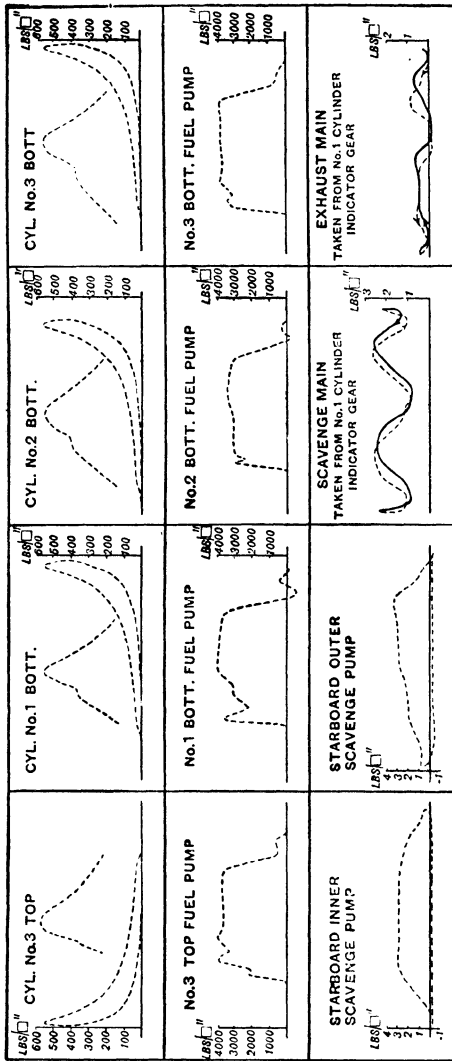 CYL. No.3 TOP
LBS/□"
600
500
400
300
200
100
CYL. No.1 BOTT.
LBS/□"
600
500
400
300
200
100
CYL. No.2 BOTT.
LBS/□"
600
500
400
300
200
100
CYL. No.3 BOTT
LBS/□"
600
500
400
300
200
100
No.3 TOP FUEL PUMP
4000
3000
2000
1000
No.1 BOTT. FUEL PUMP
LBS/□"
4000
3000
2000
1000
No.2 BOTT. FUEL PUMP
LBS/□"
4000
3000
2000
1000
No.3 BOTT. FUEL PUMP
LBS/□"
4000
3000
2000
1000
STARBOARD INNER
SCAVENGE PUMP
LBS/□"
4
3
2
1
-1
STARBOARD OUTER
SCAVENGE PUMP
LBS/□"
4
3
2
1
-1
SCAVENGE MAIN
TAKEN FROM No.1 CYLINDER
INDICATOR GEAR
LBS/□"
3
2
1
EXHAUST MAIN
TAKEN FROM No.1 CYLINDER
INDICATOR GEAR
LBS/□"
2
1